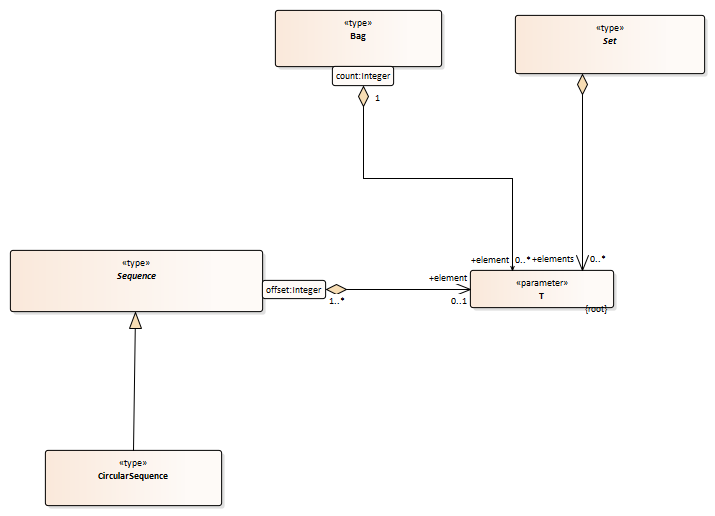 «type»
Bag
count:Integer
1
«type»
Set
+element
0..*
+elements
0..*
«type»
Sequence
offset:Integer
1..*
+element
0..1
«parameter»
T
{root}
«type»
CircularSequence